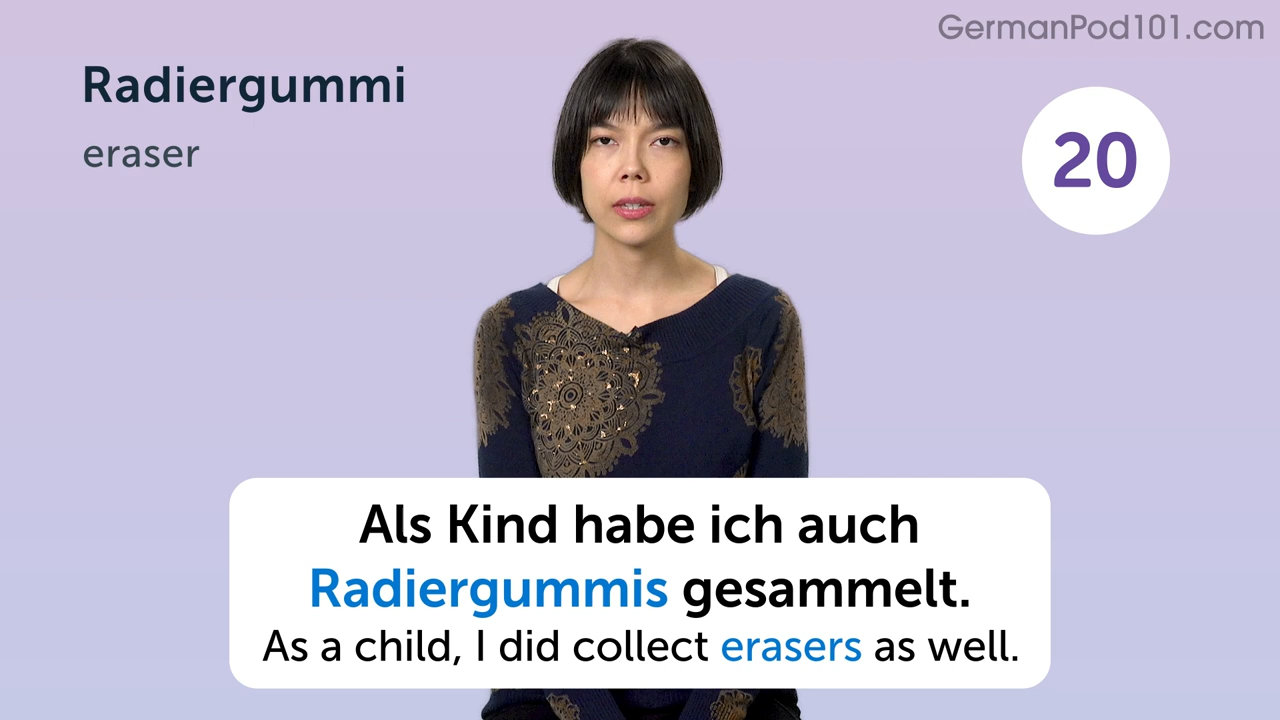 GermanPod101.com
Radiergummi
eraser
20
Als Kind habe ich auch
Radiergummis gesammelt.
As a child, I did collect erasers as well.